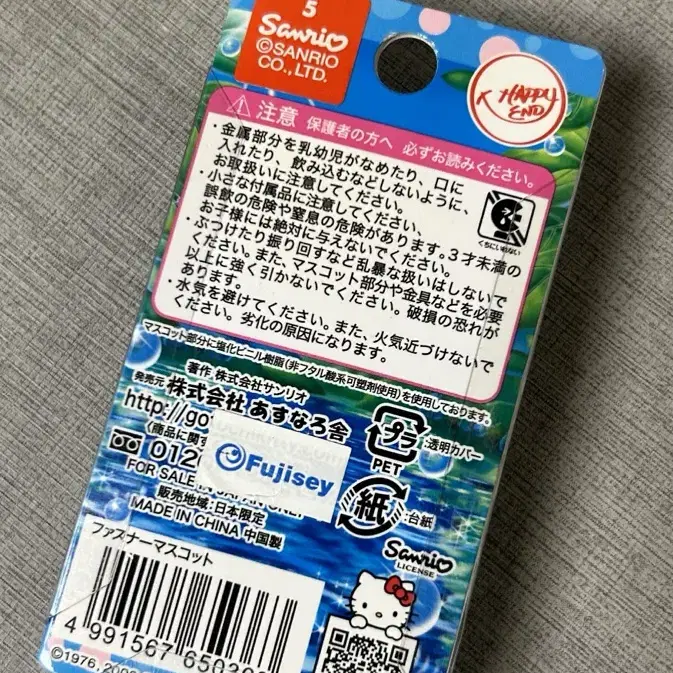 5
Sanrio
©SANRIO
CO.,LTD.
HAPPY
END
注意 保護者の方へ 必ずお読みください。
・金属部分を乳幼児がなめたり、口に
入れたり、飲み込むなどしないように、
お取扱いに注意してください。
・小さな付属品に注意してください。
誤飲の危険や窒息の危険があります。3才未満の
お子様には絶対に与えないでください。
・ぶつけたり振り回すなど乱暴な扱いはしないで
ください。また、マスコット部分や金具などを必要
以上に強く引かないでください。破損の恐れが
あります。
・水気を避けてください。また、火気近づけないで
ください。劣化の原因になります。
くちにいれない
マスコット部分に塩化ビニル樹脂(非フタル酸系可塑剤使用)を使用しております。
著作 株式会社サンリオ
発売元 株式会社 あすなろ舎
http://go
(商品に関す
012
Fujisey
FOR SALE IN JAPAN ONLY
販売地域:日本限定
MADE IN CHINA 中国製
プラ
:透明カバー
PET
紙
:台紙
Sanrio
LICENSE
ファスナーマスコット
4 991567 650
©1976, 200